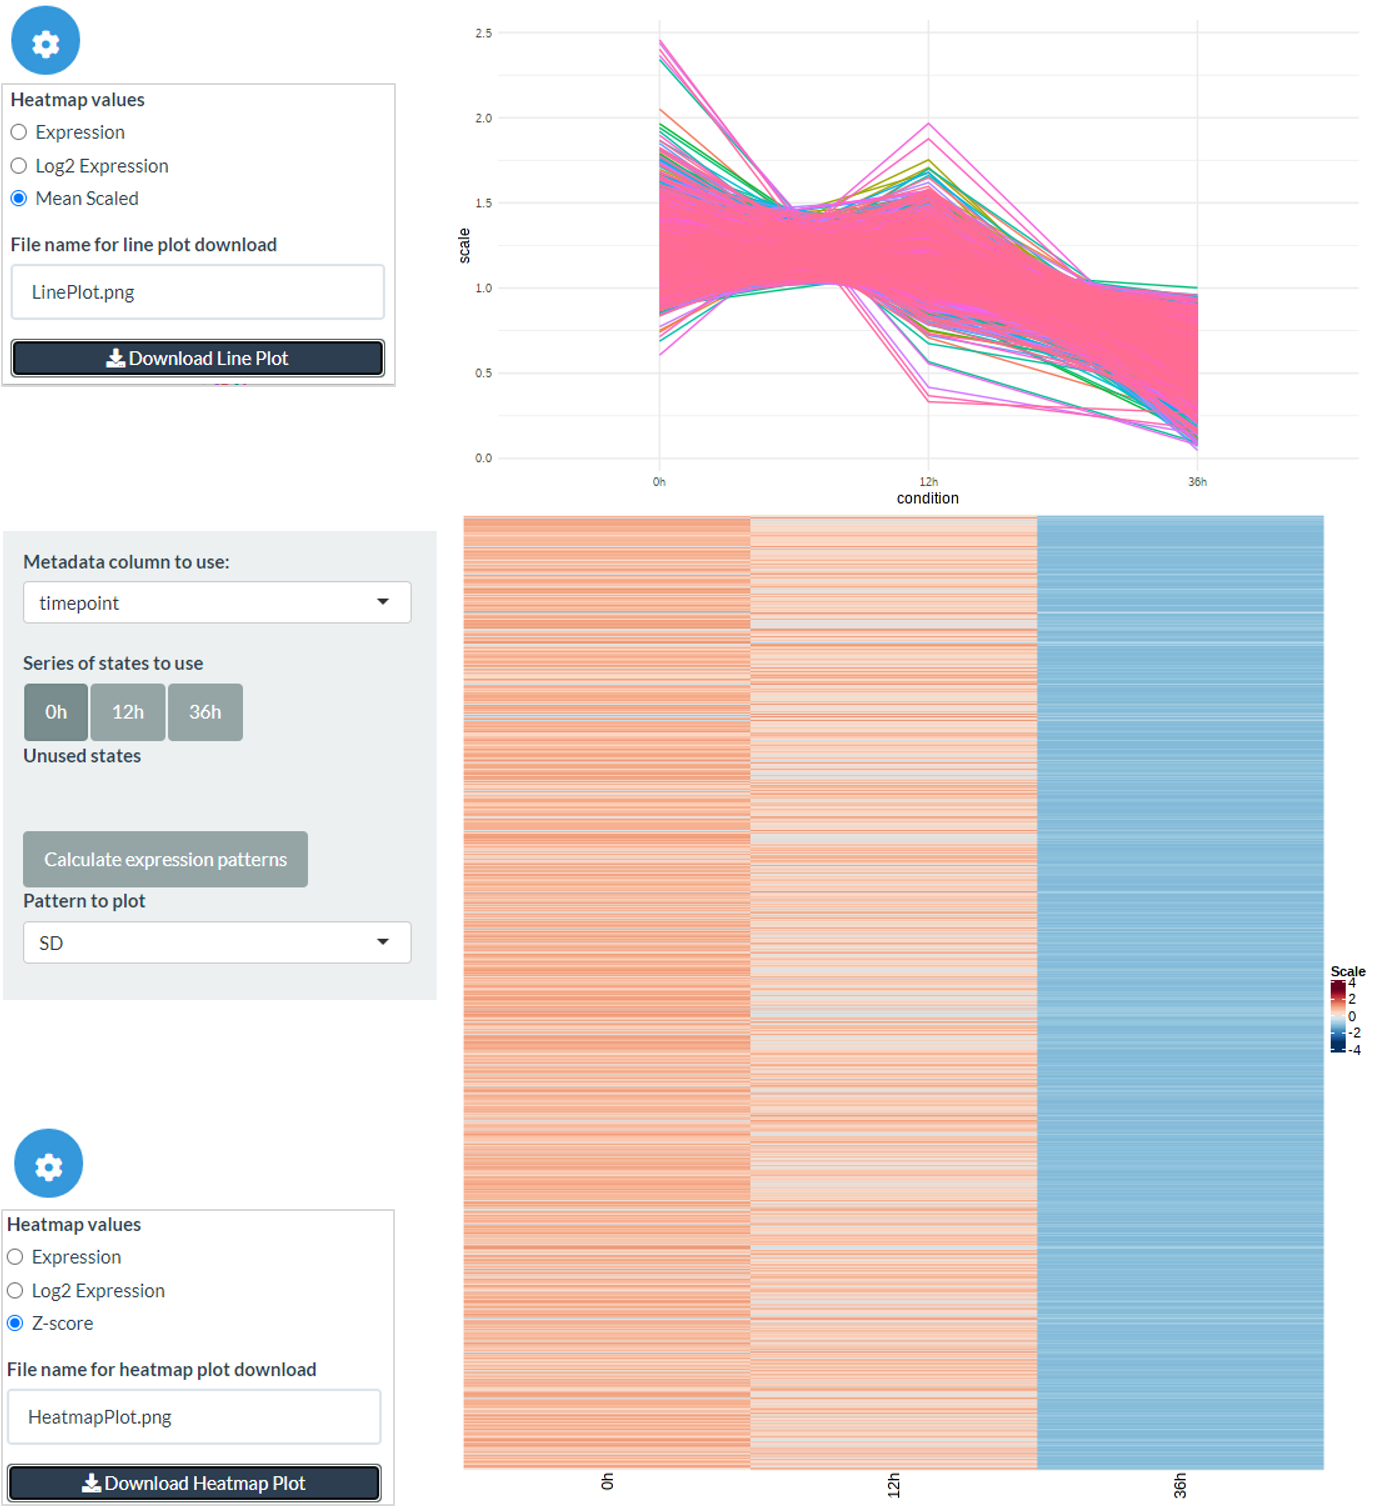 Heatmap values
Expression
Log2 Expression
Mean Scaled
File name for line plot download
LinePlot.png
Download Line Plot
2.5
2.0
1.5
1.0
0.5
0.0
scale
0h
12h
36h
condition
Metadata column to use:
timepoint
Series of states to use
0h 12h 36h
Unused states
Calculate expression patterns
Pattern to plot
SD
Scale
4
2
0
-2
-4
Heatmap values
Expression
Log2 Expression
Z-score
File name for heatmap plot download
HeatmapPlot.png
Download Heatmap Plot
0h
12h
36h